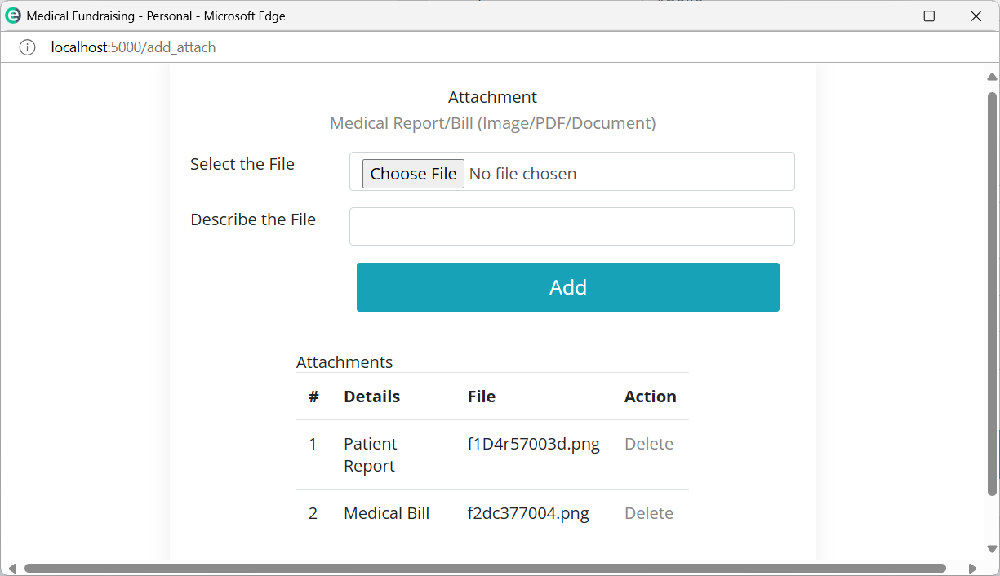 Medical Fundraising - Personal - Microsoft Edge
localhost:5000/add_attach
Attachment
Medical Report/Bill (Image/PDF/Document)
Select the File
Choose File No file chosen
Describe the File
Add
Attachments
# Details File Action
1 Patient Report f1D4r57003d.png Delete
2 Medical Bill f2dc377004.png Delete